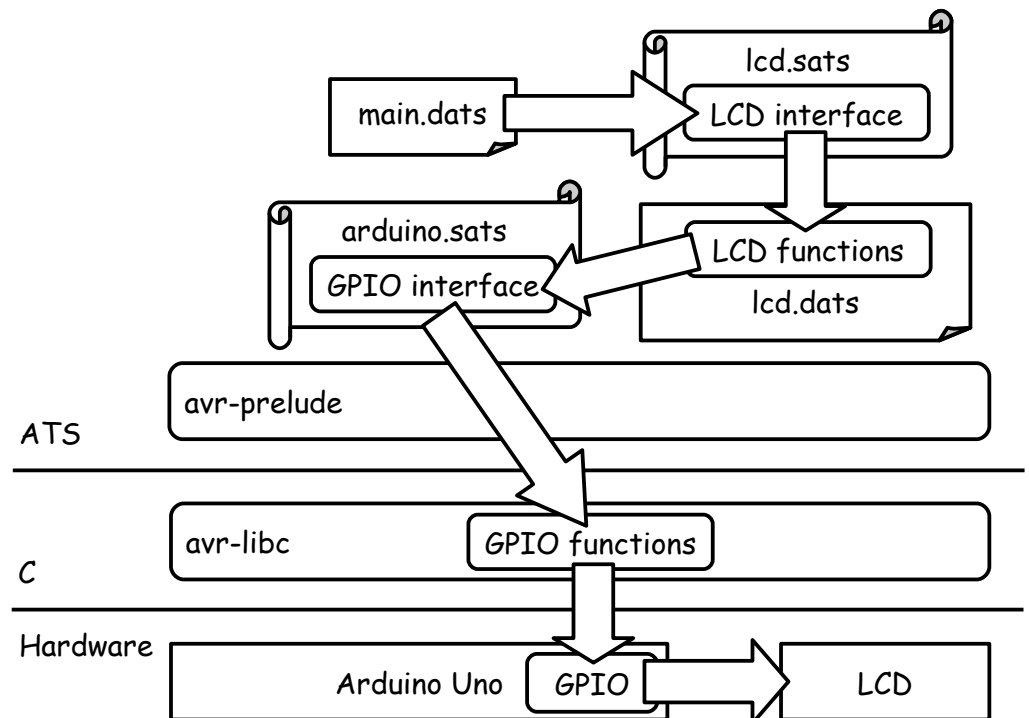 lcd.sats
main.dats
LCD interface
arduino.sats
GPIO interface
LCD functions
lcd.dats
avr-prelude
ATS
avr-libc
GPIO functions
C
Hardware
Arduino Uno
GPIO
LCD